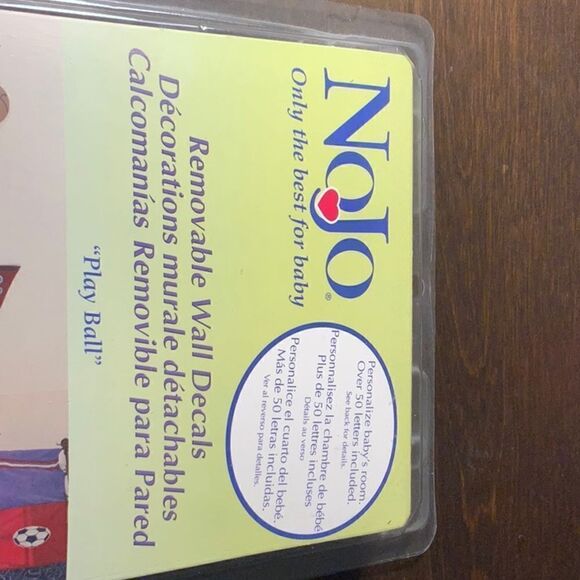 NoJo®
Only the best for baby
Removable Wall Decals
Décorations murale détachables
Calcomanías Removible para Pared
“Play Ball”
Personalize baby's room.
Over 50 letters included.
See back for details.
Personnalisez la chambre de bébé
Plus de 50 lettres incluses
Détails au verso
Personalice el cuarto del bebé.
Más de 50 letras incluidas.
Ver al reverso para detalles.